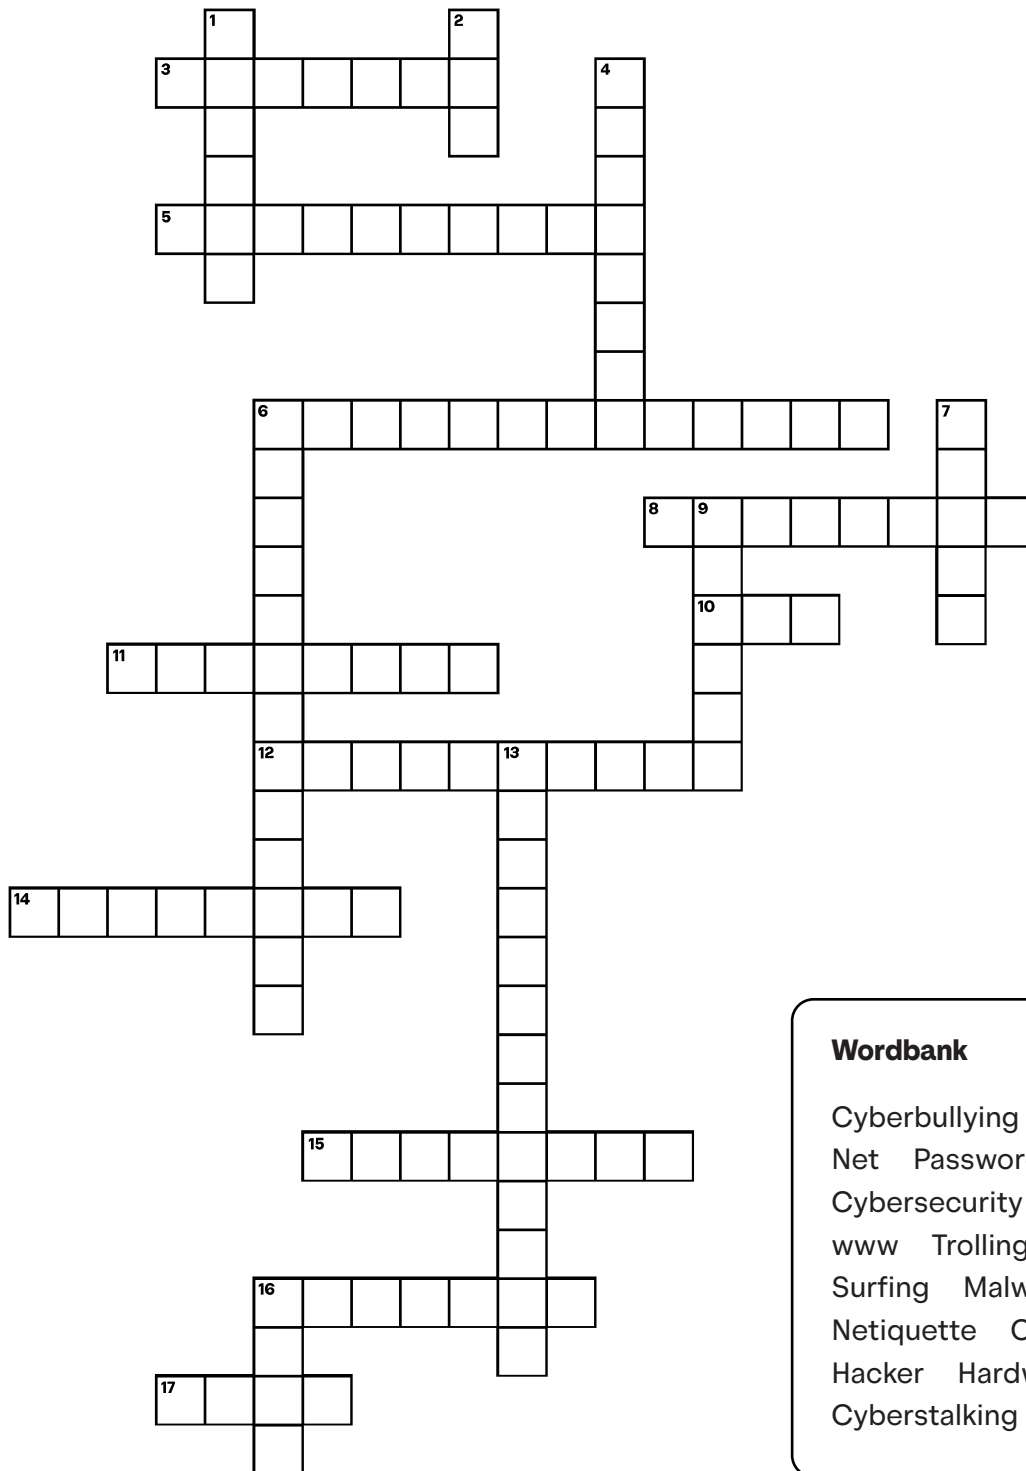 1 2
3 4
5
6 7
8 9
10
11
12 13
14
15
16
17
Wordbank
Cyberbullying
Net Passwor
Cybersecurity
www Trolling
Surfing Malw
Netiquette
Hacker Hardw
Cyberstalking